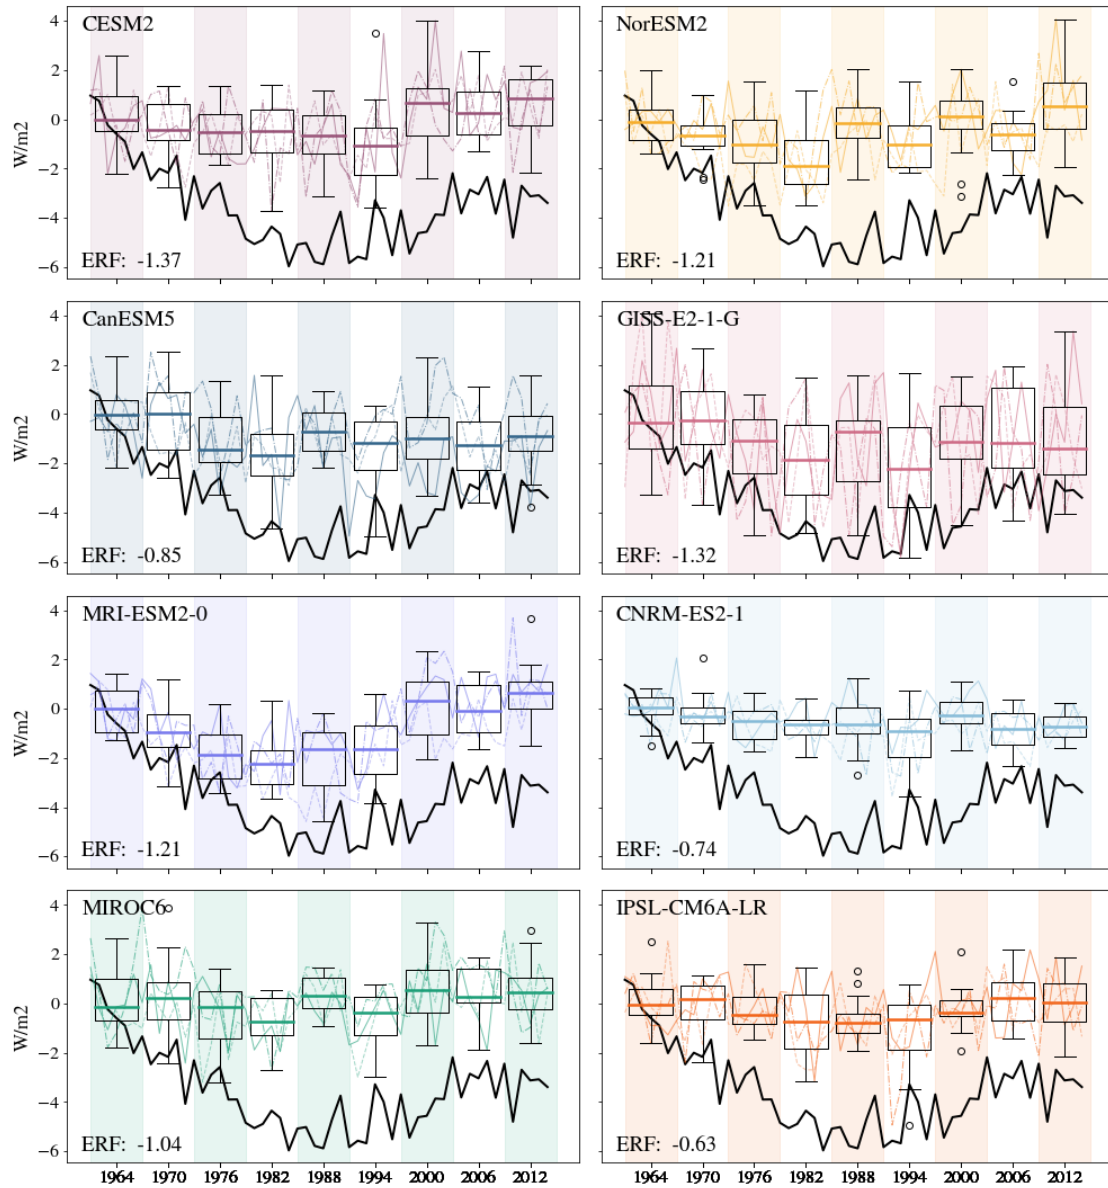 CESM2
NorESM2
4
2
0
−2
−4
−6
W/m2
ERF: -1.37
ERF: -1.21
CanESM5
GISS-E2-1-G
4
2
0
−2
−4
−6
W/m2
ERF: -0.85
ERF: -1.32
MRI-ESM2-0
CNRM-ES2-1
4
2
0
−2
−4
−6
W/m2
ERF: -1.21
ERF: -0.74
MIROC6
IPSL-CM6A-LR
4
2
0
−2
−4
−6
W/m2
ERF: -1.04
ERF: -0.63
1964 1970 1976 1982 1988 1994 2000 2006 2012
1964 1970 1976 1982 1988 1994 2000 2006 2012